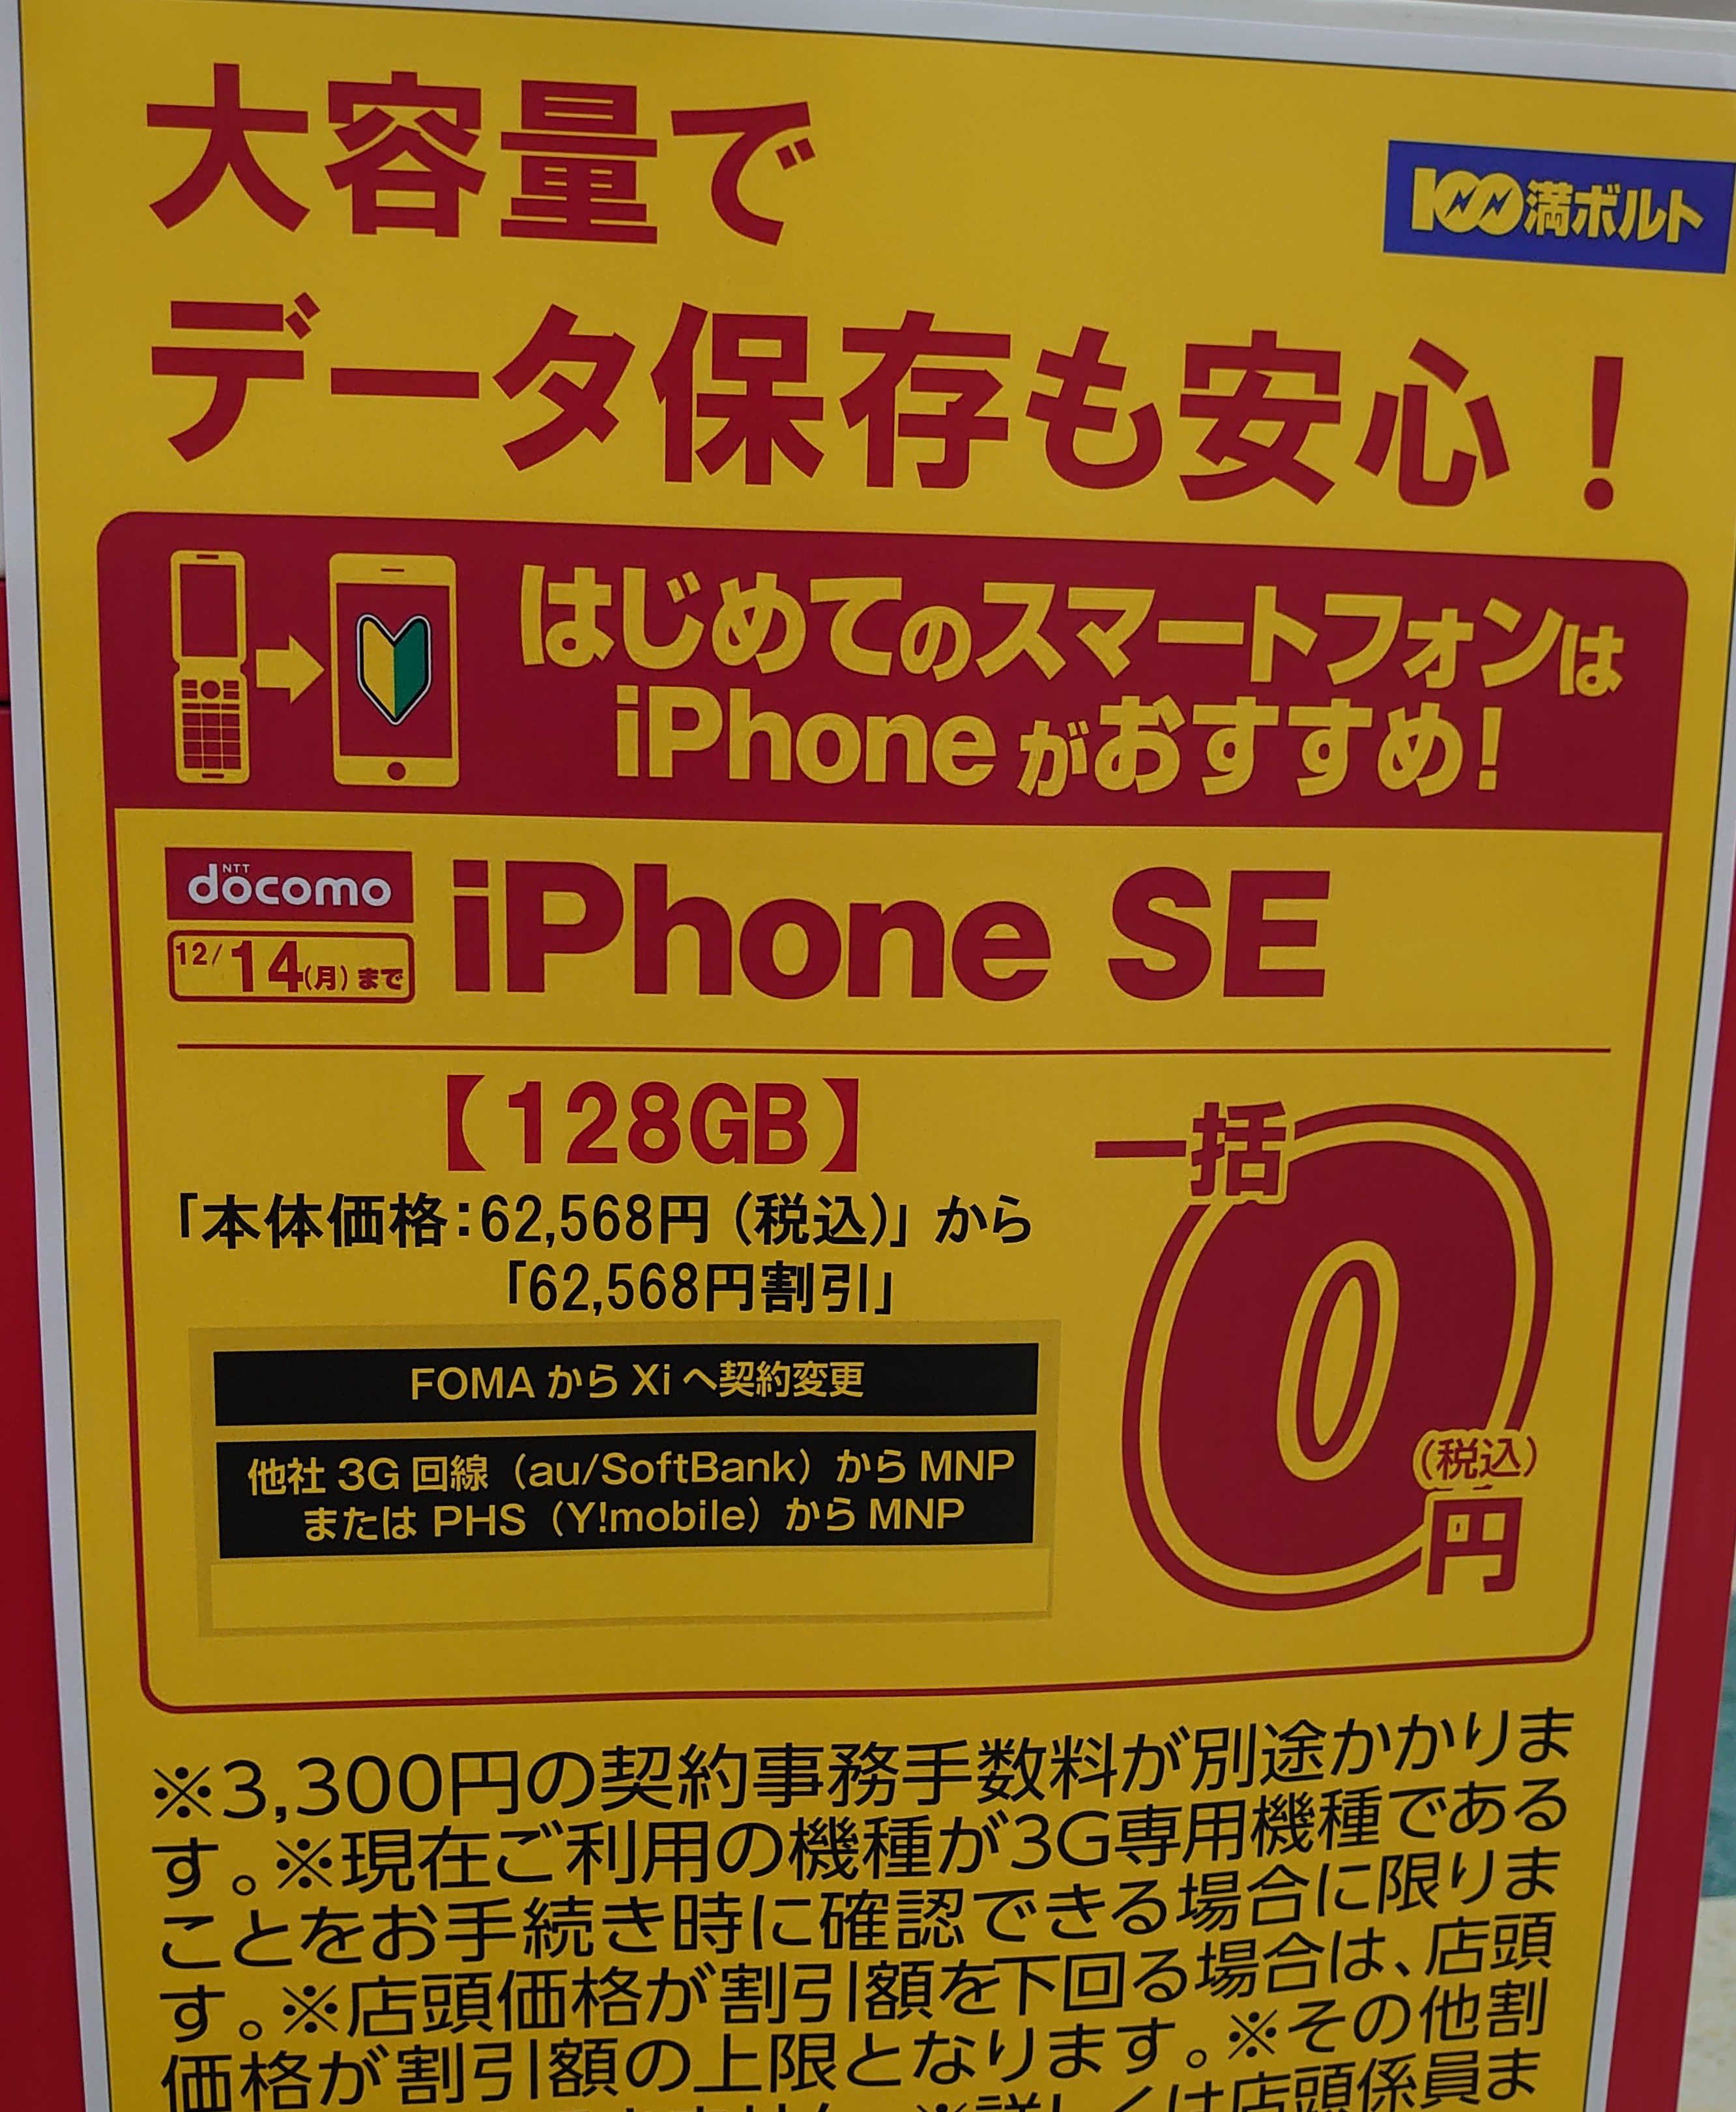 大容量で
100満ボルト
データ保存も安心！
はじめてのスマートフォンは
iPhoneがおすすめ！
NTT
docomo
12/14(月)まで
iPhone SE
【128GB】
「本体価格：62,568円（税込）」から
「62,568円割引」
一括
0
（税込）
円
FOMAからXiへ契約変更
他社3G回線（au/SoftBank）からMNP
またはPHS（Y!mobile）からMNP
※3,300円の契約事務手数料が別途かかりま
す。※現在ご利用の機種が3G専用機種である
ことをお手続き時に確認できる場合に限りま
す。※店頭価格が割引額を下回る場合は、店頭
価格が割引額の上限となります。※その他割
※詳しくは店頭係員ま